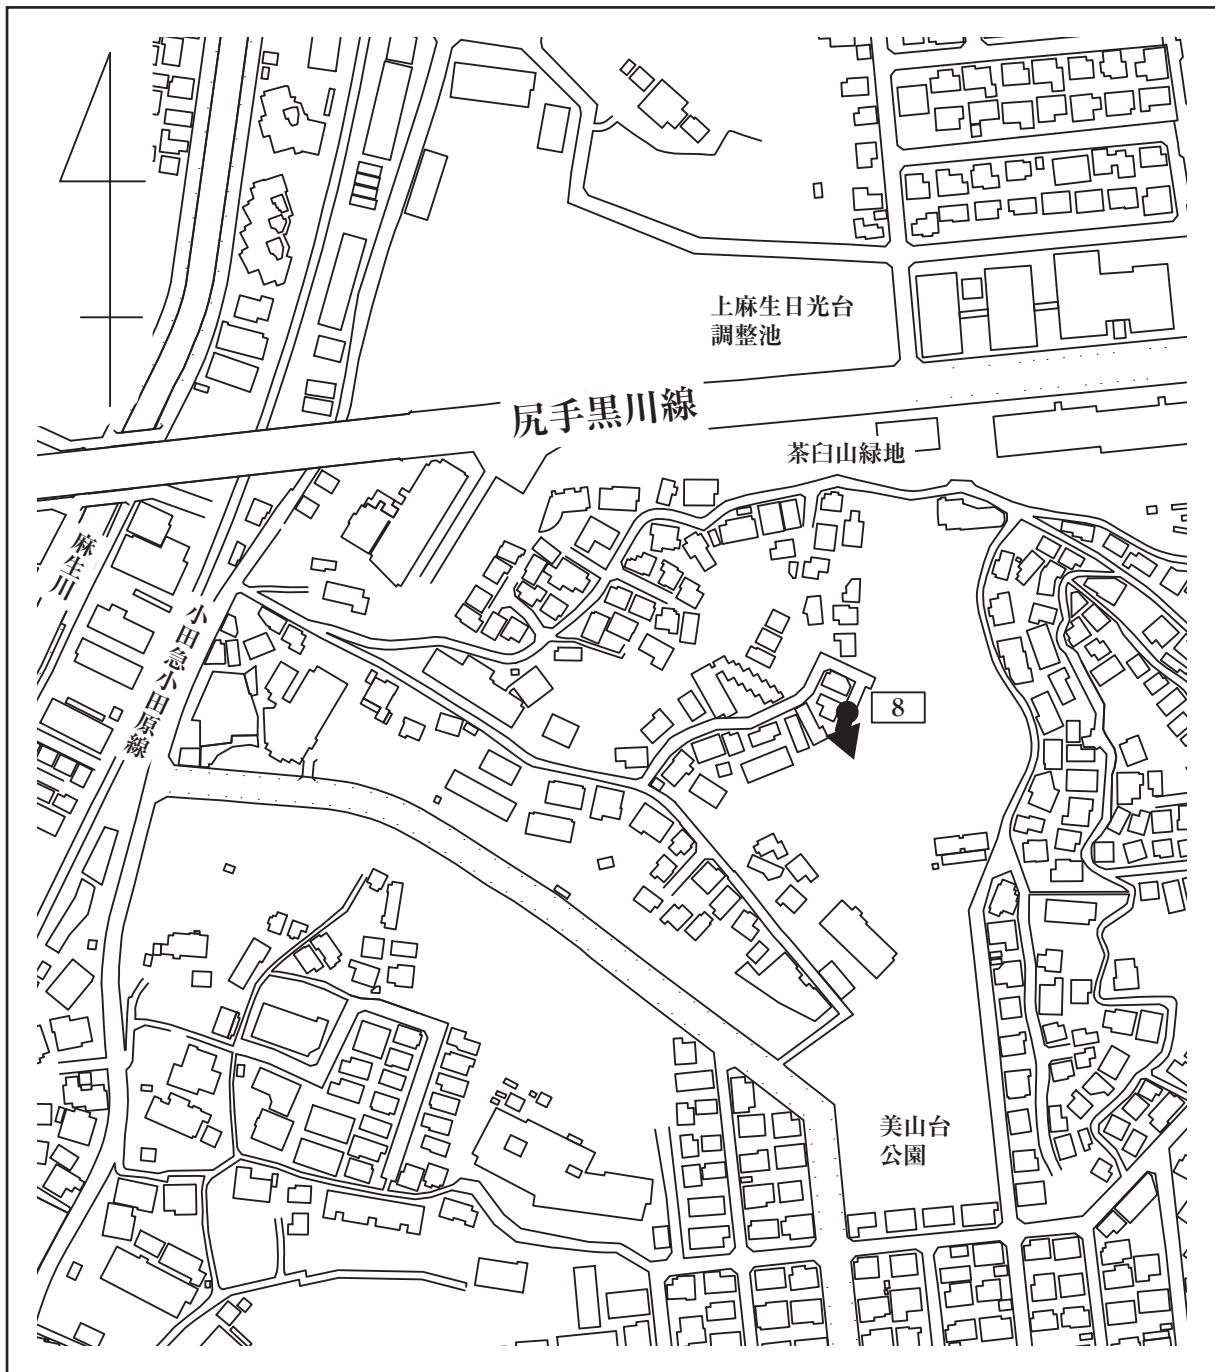 上麻生日光台
調整池
尻手黒川線
茶臼山緑地
麻生川
小田急小田原線
8
美山台
公園